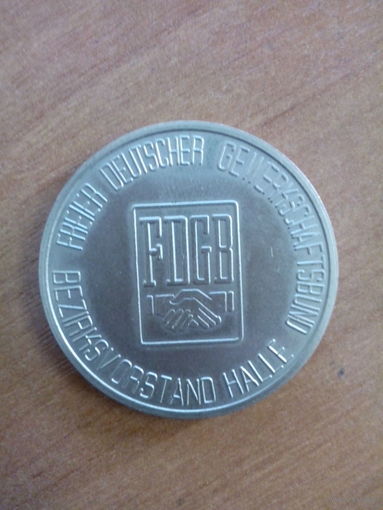 FREIER DEUTSCHER GEWERKSCHAFTSBUND
FDGB
BEZIRKSVORSTAND HALLE